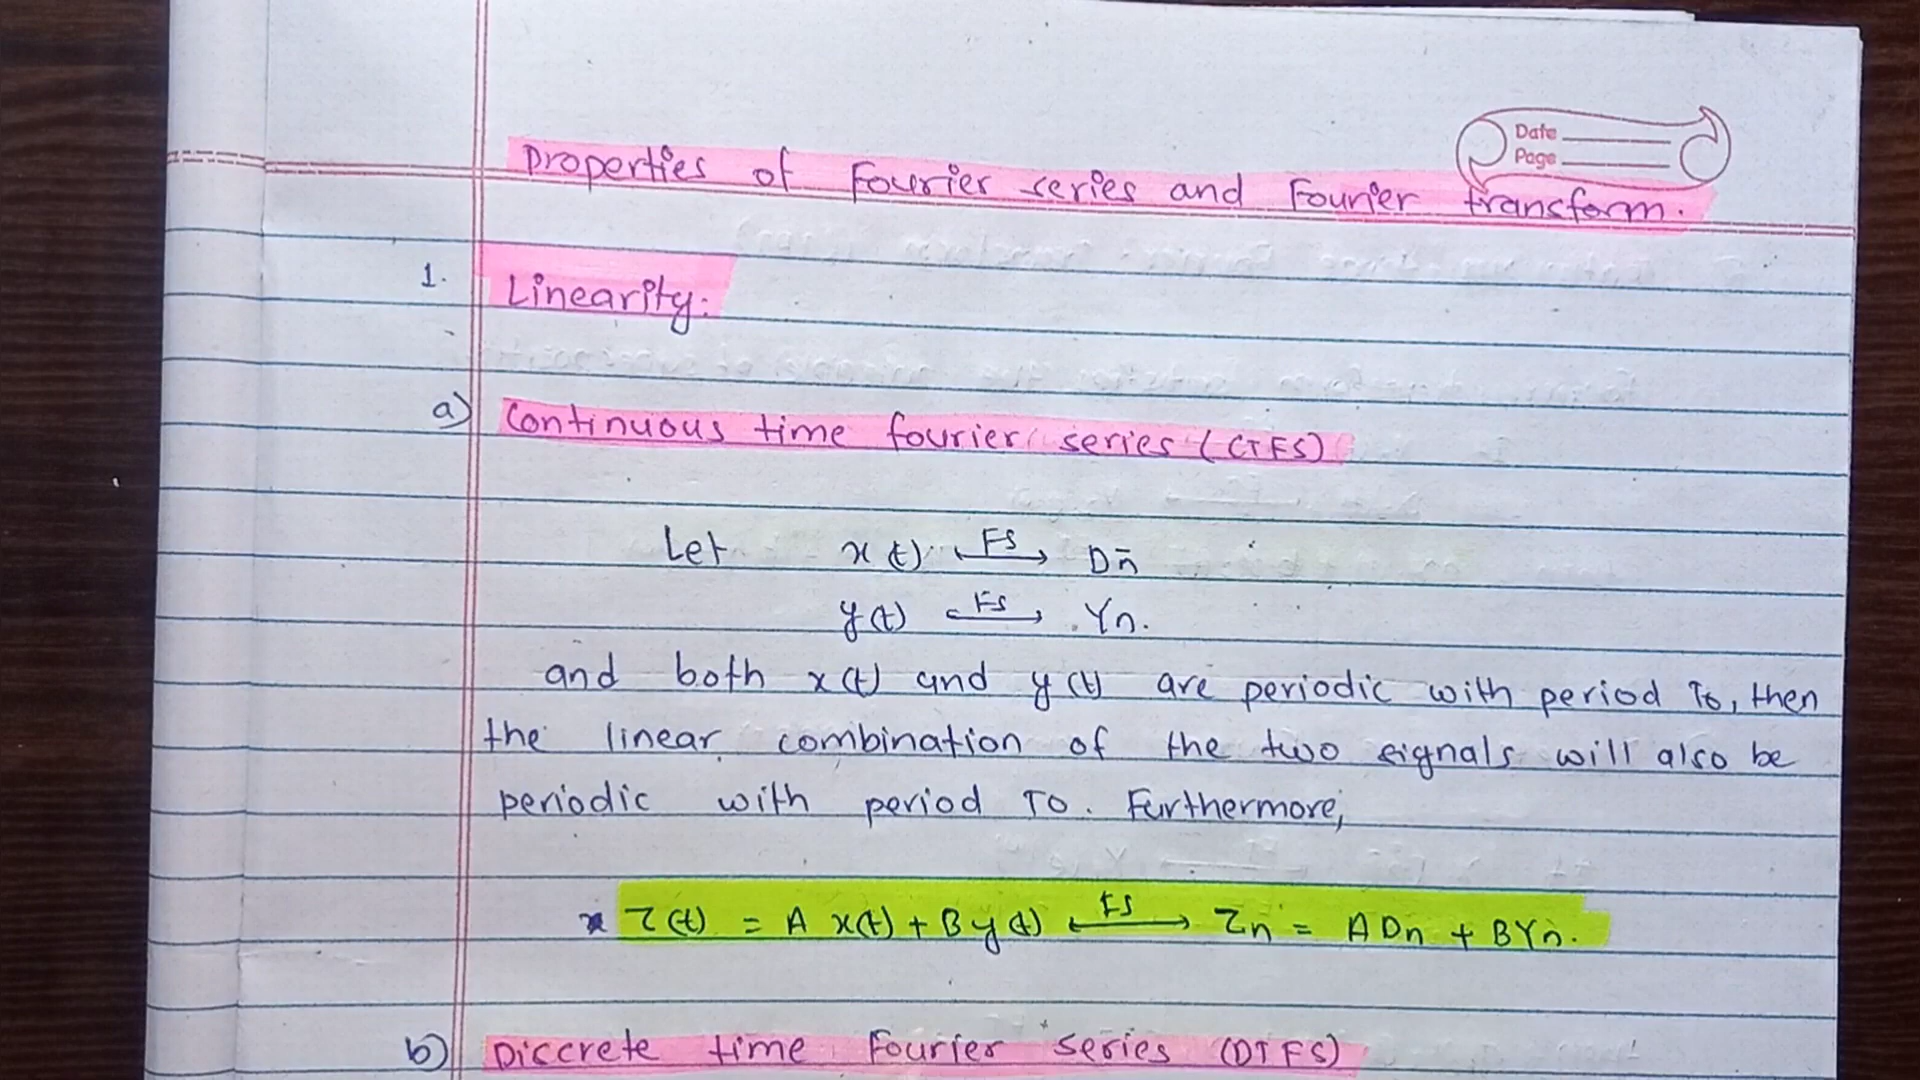 Date
Page
Properties of Fourier series and Fourier transform.
1. Linearity:
a) Continuous time fourier series (CTFS)
Let x(t) ⟷FS Dn
y(t) ⟷FS Yn.
and both x(t) and y(t) are periodic with period To, then
the linear combination of the two signals will also be
periodic with period To. Furthermore,
Z(t) = A x(t) + B y(t) ⟷FS Zn = A Dn + BYn.
b) Discrete time Fourier series (DTFS)